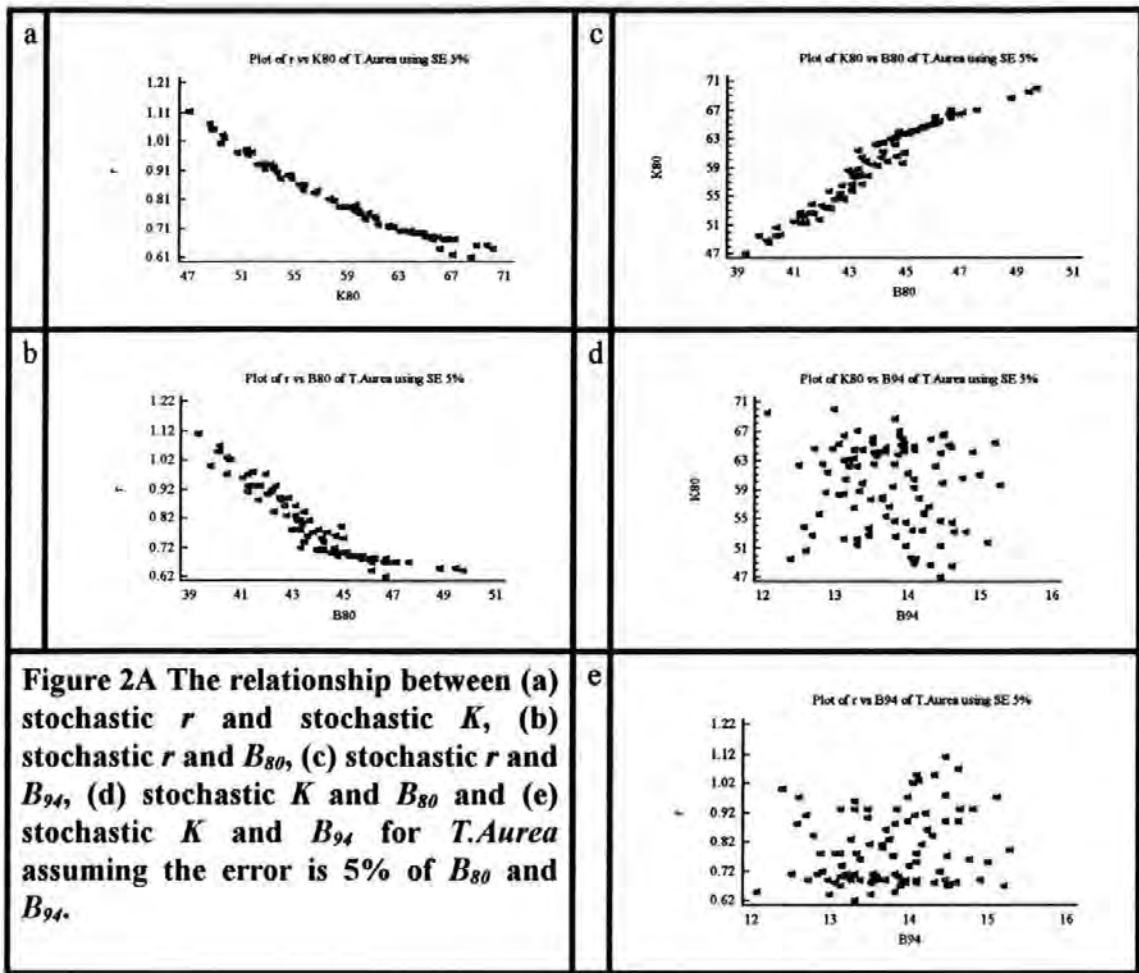 a
Plot of r vs K80 of T.Aurea using SE 5%
1.21
1.11
1.01
0.91
0.81
0.71
0.61
r
47 51 55 59 63 67 71
K80
c
Plot of K80 vs B80 of T.Aurea using SE 5%
71
67
63
59
55
51
47
K80
39 41 43 45 47 49 51
B80
b
Plot of r vs B80 of T.Aurea using SE 5%
1.22
1.12
1.02
0.92
0.82
0.72
0.62
r
39 41 43 45 47 49 51
B80
d
Plot of K80 vs B94 of T.Aurea using SE 5%
71
67
63
59
55
51
47
K80
12 13 14 15 16
B94
Figure 2A The relationship between (a)
stochastic r and stochastic K, (b)
stochastic r and B80, (c) stochastic r and
B94, (d) stochastic K and B80 and (e)
stochastic K and B94 for T.Aurea
assuming the error is 5% of B80 and
B94.
e
Plot of r vs B94 of T.Aurea using SE 5%
1.22
1.12
1.02
0.92
0.82
0.72
0.62
r
12 13 14 15 16
B94